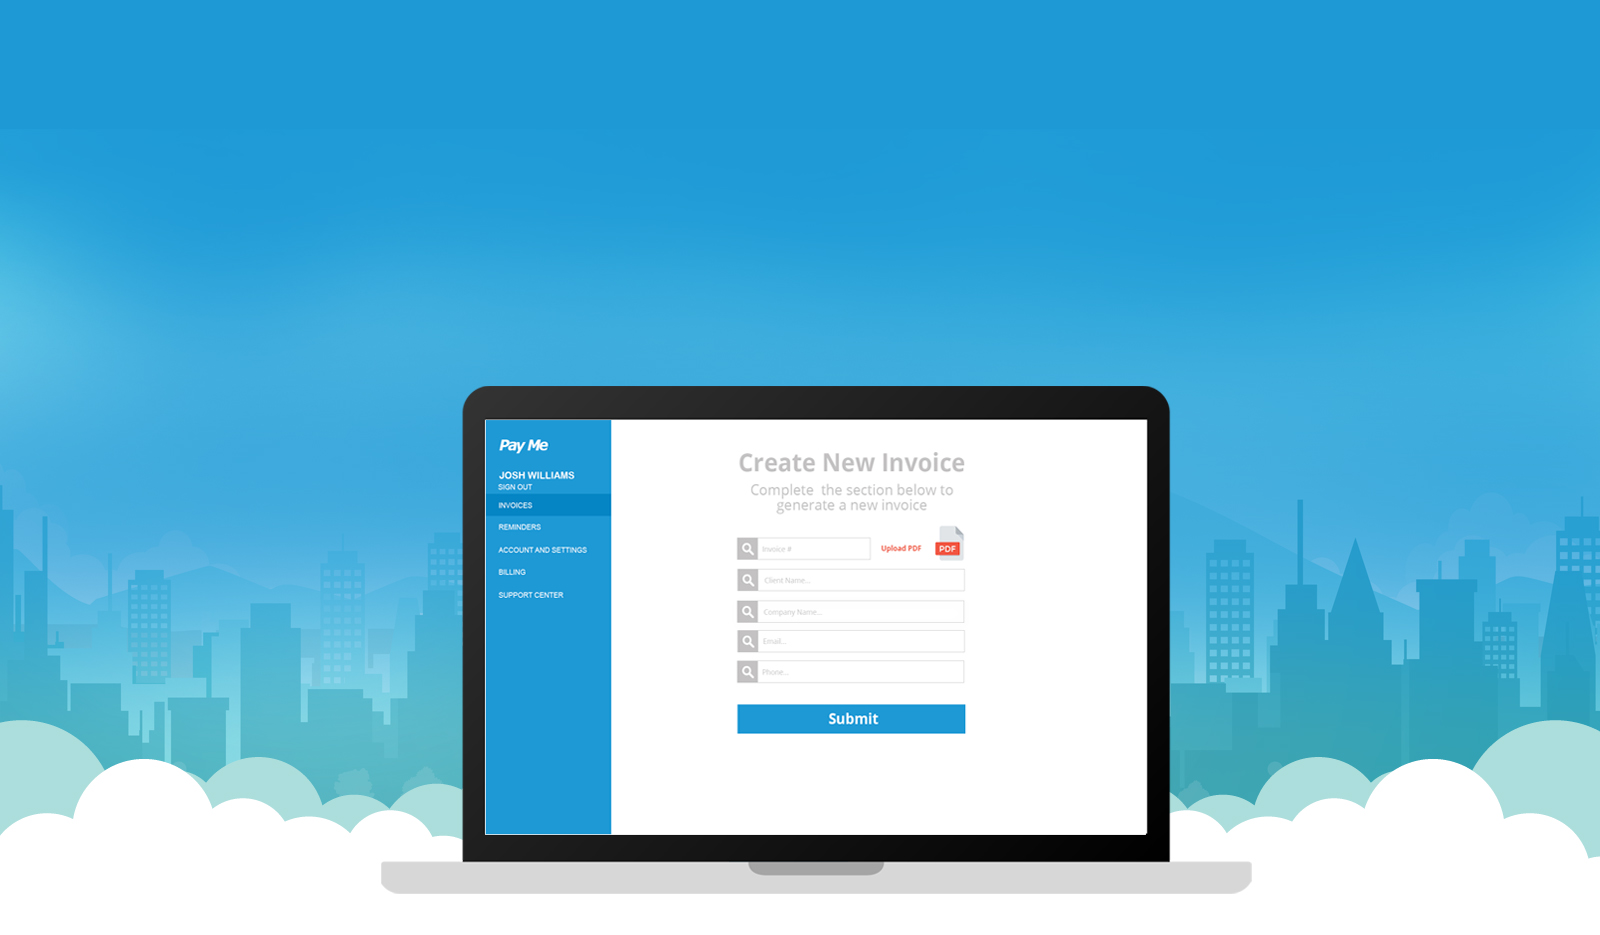 Pay Me
JOSH WILLIAMS
SIGN OUT
INVOICES
REMINDERS
ACCOUNT AND SETTINGS
BILLING
SUPPORT CENTER
Create New Invoice
Complete the section below to
generate a new invoice
Invoice #
Upload PDF
PDF
Client Name...
Company Name...
Email...
Phone...
Submit